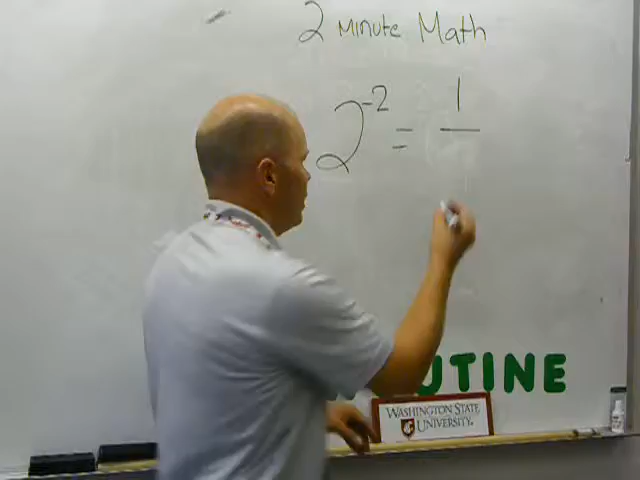 2 Minute Math
2^-2 = 1/
UTINE
WASHINGTON STATE
UNIVERSITY